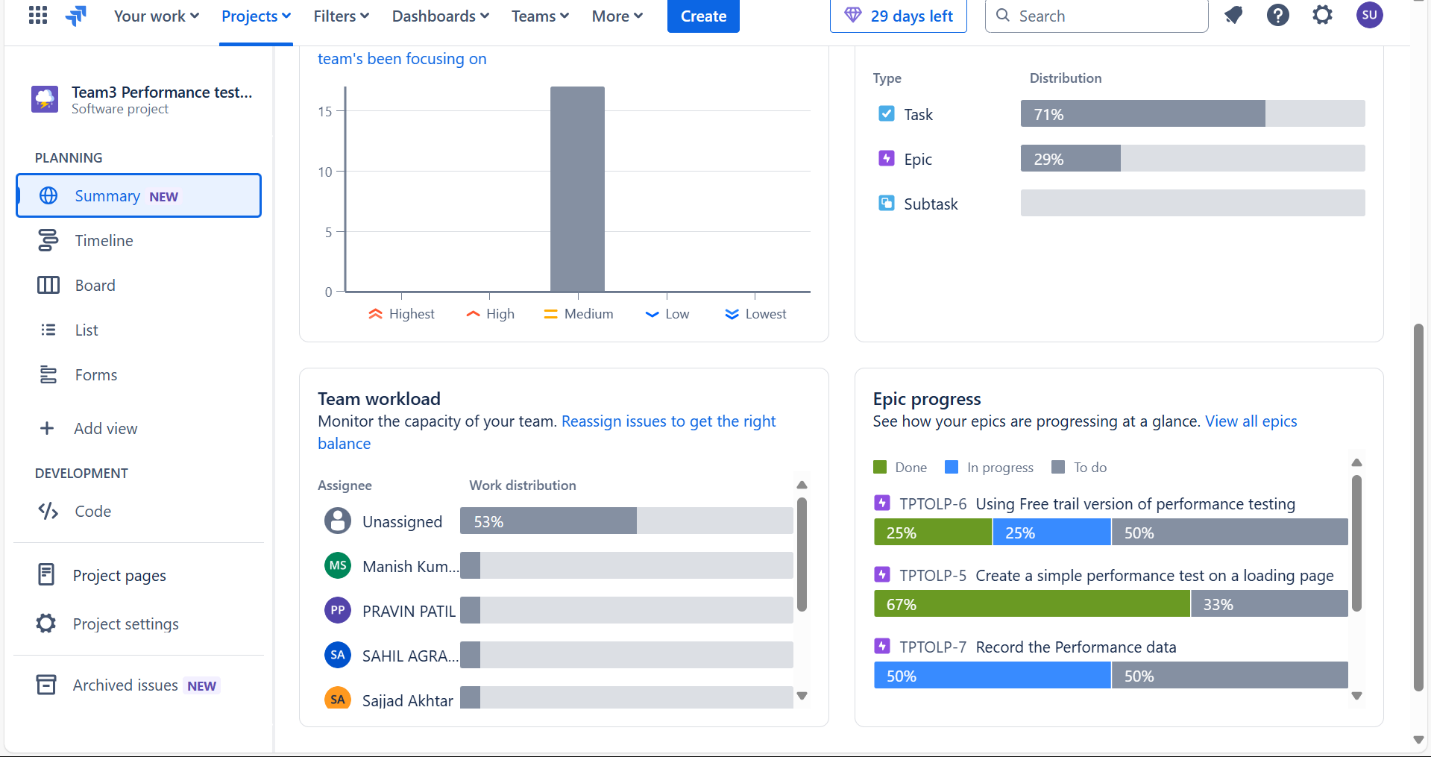 Your work
Projects
Filters
Dashboards
Teams
More
Create
29 days left
Search
SU
Team3 Performance test...
Software project
PLANNING
Summary NEW
Timeline
Board
List
Forms
Add view
DEVELOPMENT
Code
Project pages
Project settings
Archived issues NEW
team's been focusing on
15
10
5
0
Highest
High
Medium
Low
Lowest
Type
Distribution
Task
71%
Epic
29%
Subtask
Team workload
Monitor the capacity of your team. Reassign issues to get the right
balance
Assignee
Work distribution
Unassigned
53%
MS
Manish Kum...
PP
PRAVIN PATIL
SA
SAHIL AGRA...
SA
Sajjad Akhtar
Epic progress
See how your epics are progressing at a glance. View all epics
Done
In progress
To do
TPTOLP-6 Using Free trail version of performance testing
25%
25%
50%
TPTOLP-5 Create a simple performance test on a loading page
67%
33%
TPTOLP-7 Record the Performance data
50%
50%